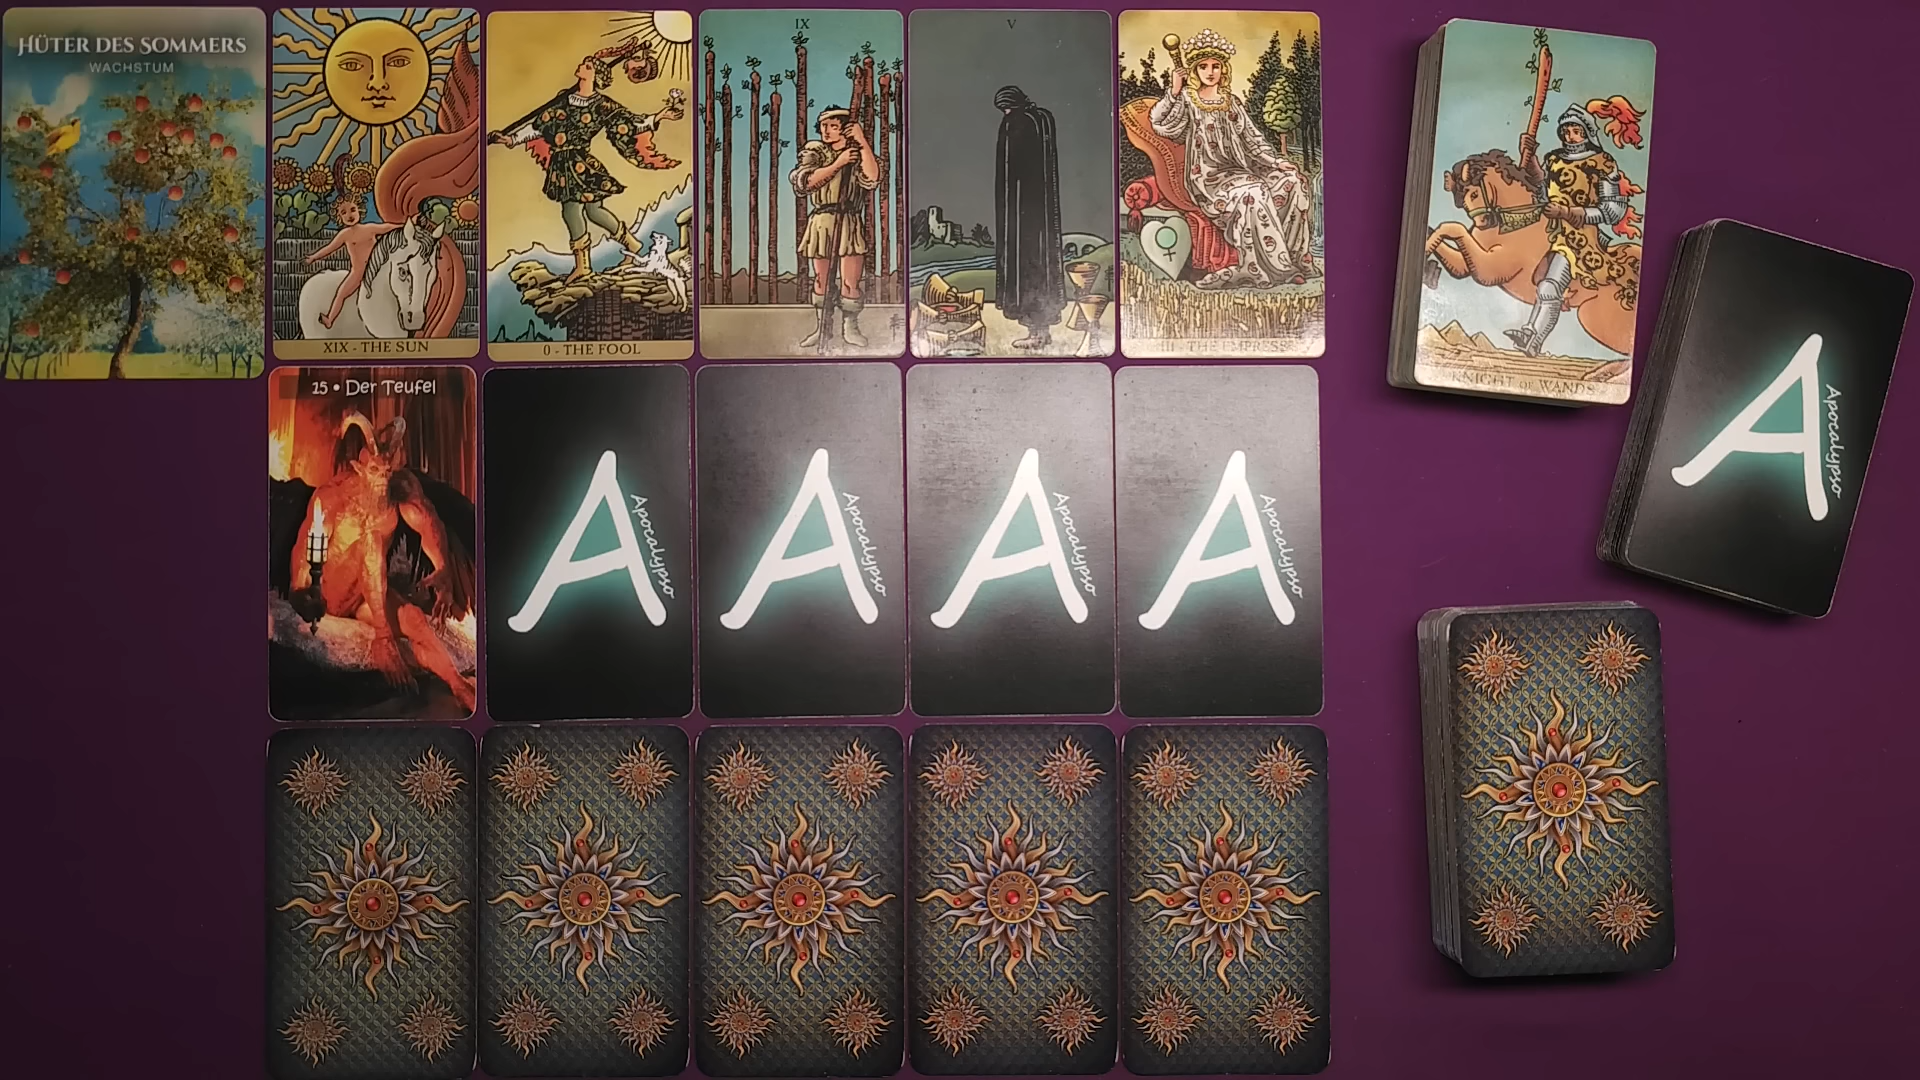 HÜTER DES SOMMERS
WACHSTUM
XIX - THE SUN
0 - THE FOOL
IX
V
III - THE EMPRESS
KNIGHT OF WANDS
15 • Der Teufel
A
Apocalypso
A
Apocalypso
A
Apocalypso
A
Apocalypso
A
Apocalypso